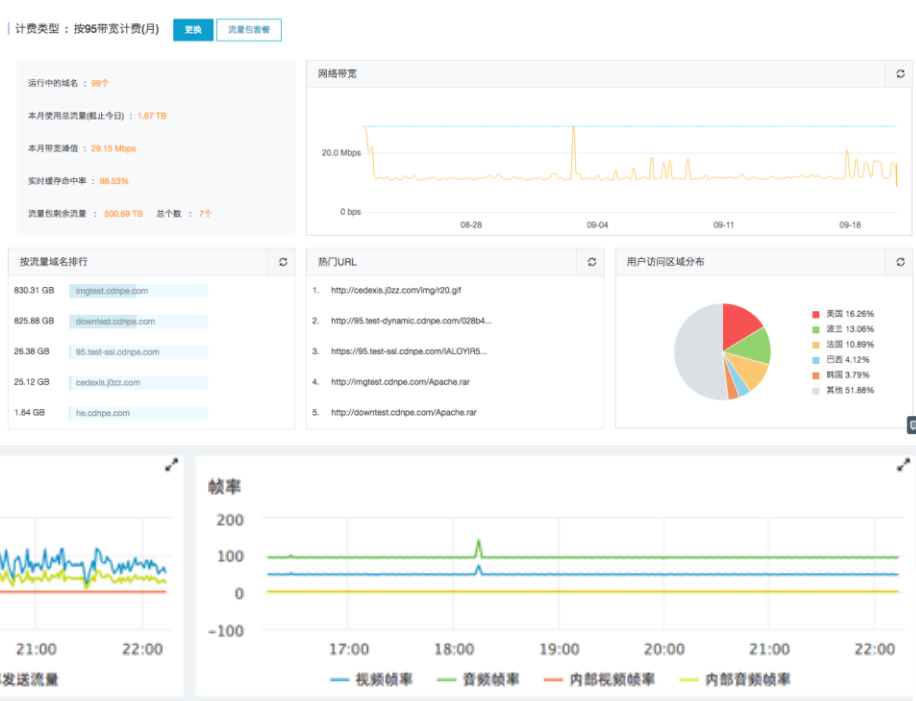 计费类型 : 按95带宽计费(月) 更换 流量包套餐
运行中的域名 : 99个
本月使用总流量(截止今日) : 1.67 TB
本月带宽峰值 : 29.15 Mbps
实时缓存命中率 : 98.53%
流量包剩余流量 : 500.69 TB 总个数 : 7个
网络带宽
20.0 Mbps
0 bps
08-28 09-04 09-11 09-18
按流量域名排行
830.31 GB imgtest.cdnpe.com
825.88 GB downtest.cdnpe.com
26.38 GB 95.test-ssl.cdnpe.com
25.12 GB cedexis.j0zz.com
1.64 GB he.cdnpe.com
热门URL
1. http://cedexis.j0zz.com/img/r20.gif
2. http://95.test-dynamic.cdnpe.com/028b4...
3. https://95.test-ssl.cdnpe.com/IALOYIR5...
4. http://imgtest.cdnpe.com/Apache.rar
5. http://downtest.cdnpe.com/Apache.rar
用户访问区域分布
美国 16.26%
波兰 13.06%
法国 10.89%
巴西 4.12%
韩国 3.79%
其他 51.88%
21:00 22:00
发送流量
帧率
200
100
0
-100
17:00 18:00 19:00 20:00 21:00 22:00
视频帧率 音频帧率 内部视频帧率 内部音频帧率